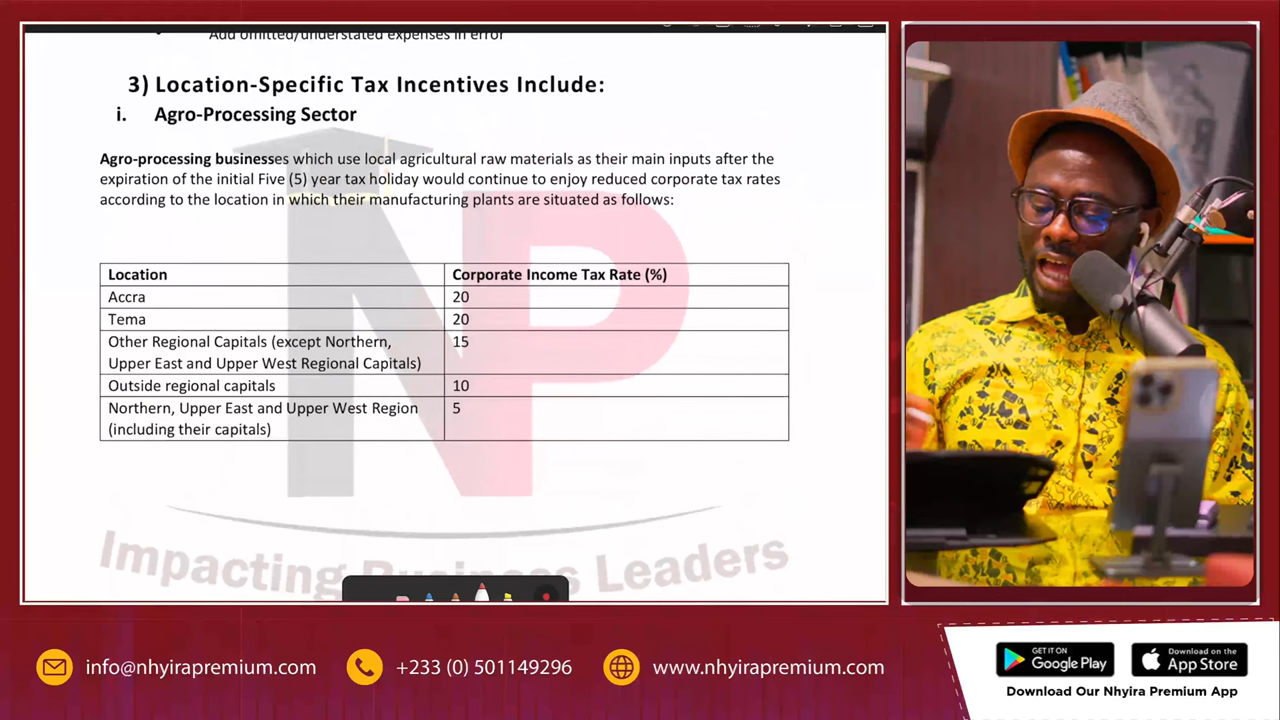 Add omitted/understated expenses in error
3) Location-Specific Tax Incentives Include:
i. Agro-Processing Sector
Agro-processing businesses which use local agricultural raw materials as their main inputs after the
expiration of the initial Five (5) year tax holiday would continue to enjoy reduced corporate tax rates
according to the location in which their manufacturing plants are situated as follows:
Location Corporate Income Tax Rate (%)
Accra 20
Tema 20
Other Regional Capitals (except Northern, 15
Upper East and Upper West Regional Capitals)
Outside regional capitals 10
Northern, Upper East and Upper West Region 5
(including their capitals)
NP
Impacting Business Leaders
info@nhyirapremium.com
+233 (0) 501149296
www.nhyirapremium.com
GET IT ON
Google Play
Download on the
App Store
Download Our Nhyira Premium App